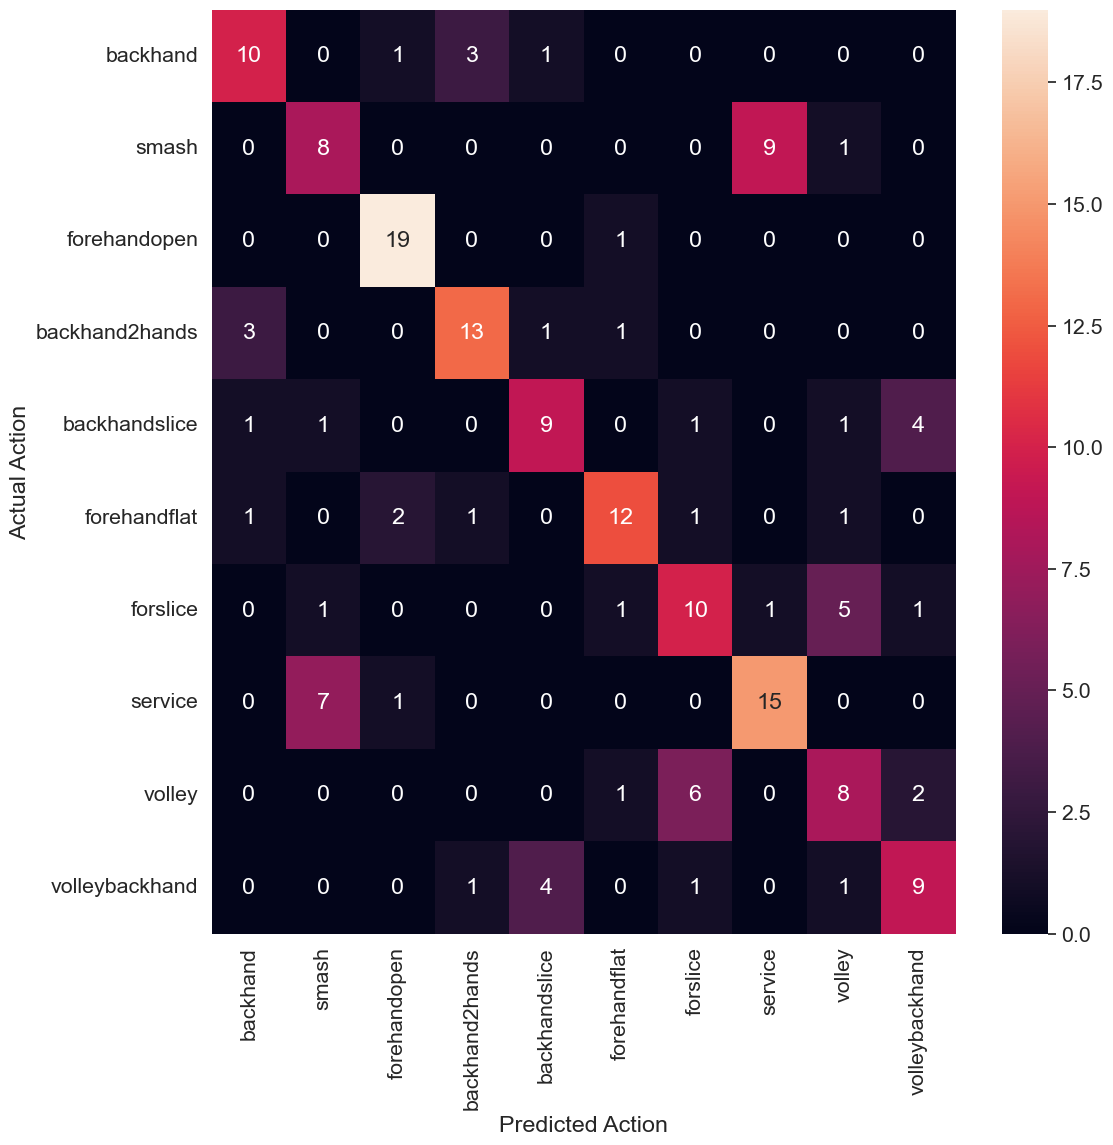 backhand 10 0 1 3 1 0 0 0 0 0
smash 0 8 0 0 0 0 0 9 1 0
forehandopen 0 0 19 0 0 1 0 0 0 0
backhand2hands 3 0 0 13 1 1 0 0 0 0
backhandslice 1 1 0 0 9 0 1 0 1 4
forehandflat 1 0 2 1 0 12 1 0 1 0
forslice 0 1 0 0 0 1 10 1 5 1
service 0 7 1 0 0 0 0 15 0 0
volley 0 0 0 0 0 1 6 0 8 2
volleybackhand 0 0 0 1 4 0 1 0 1 9
Actual Action
backhand
smash
forehandopen
backhand2hands
backhandslice
forehandflat
forslice
service
volley
volleybackhand
Predicted Action
17.5
15.0
12.5
10.0
7.5
5.0
2.5
0.0